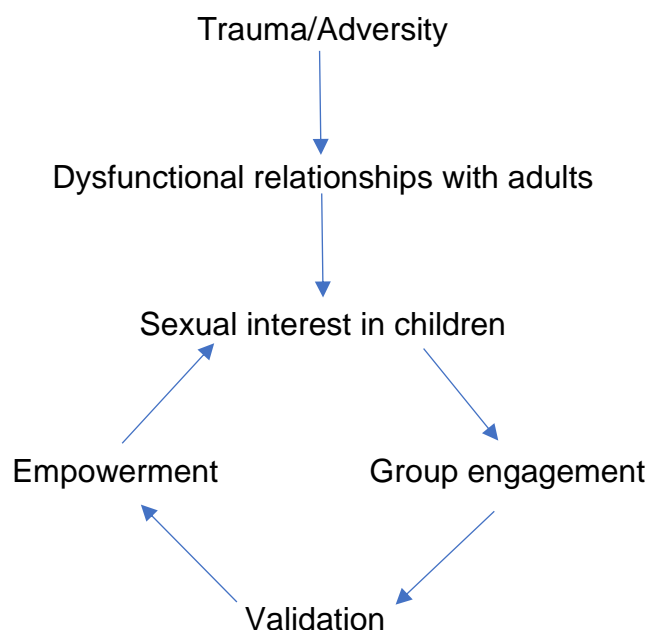 Trauma/Adversity
Dysfunctional relationships with adults
Sexual interest in children
Empowerment
Group engagement
Validation